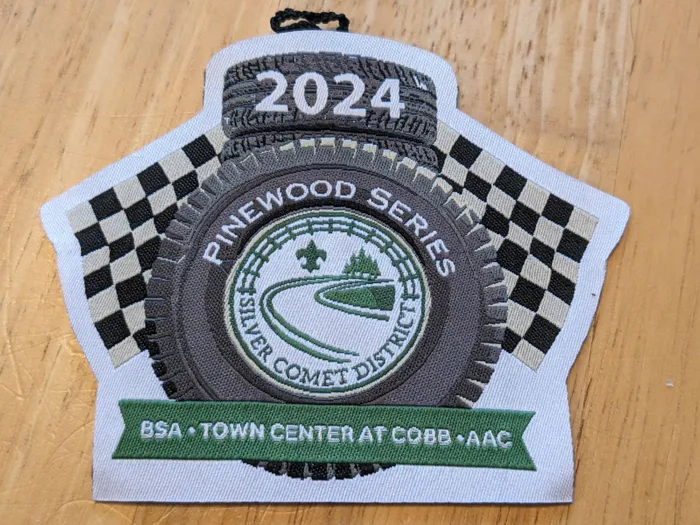 2024
PINEWOOD SERIES
SILVER COMET DISTRICT
BSA • TOWN CENTER AT COBB • AAC